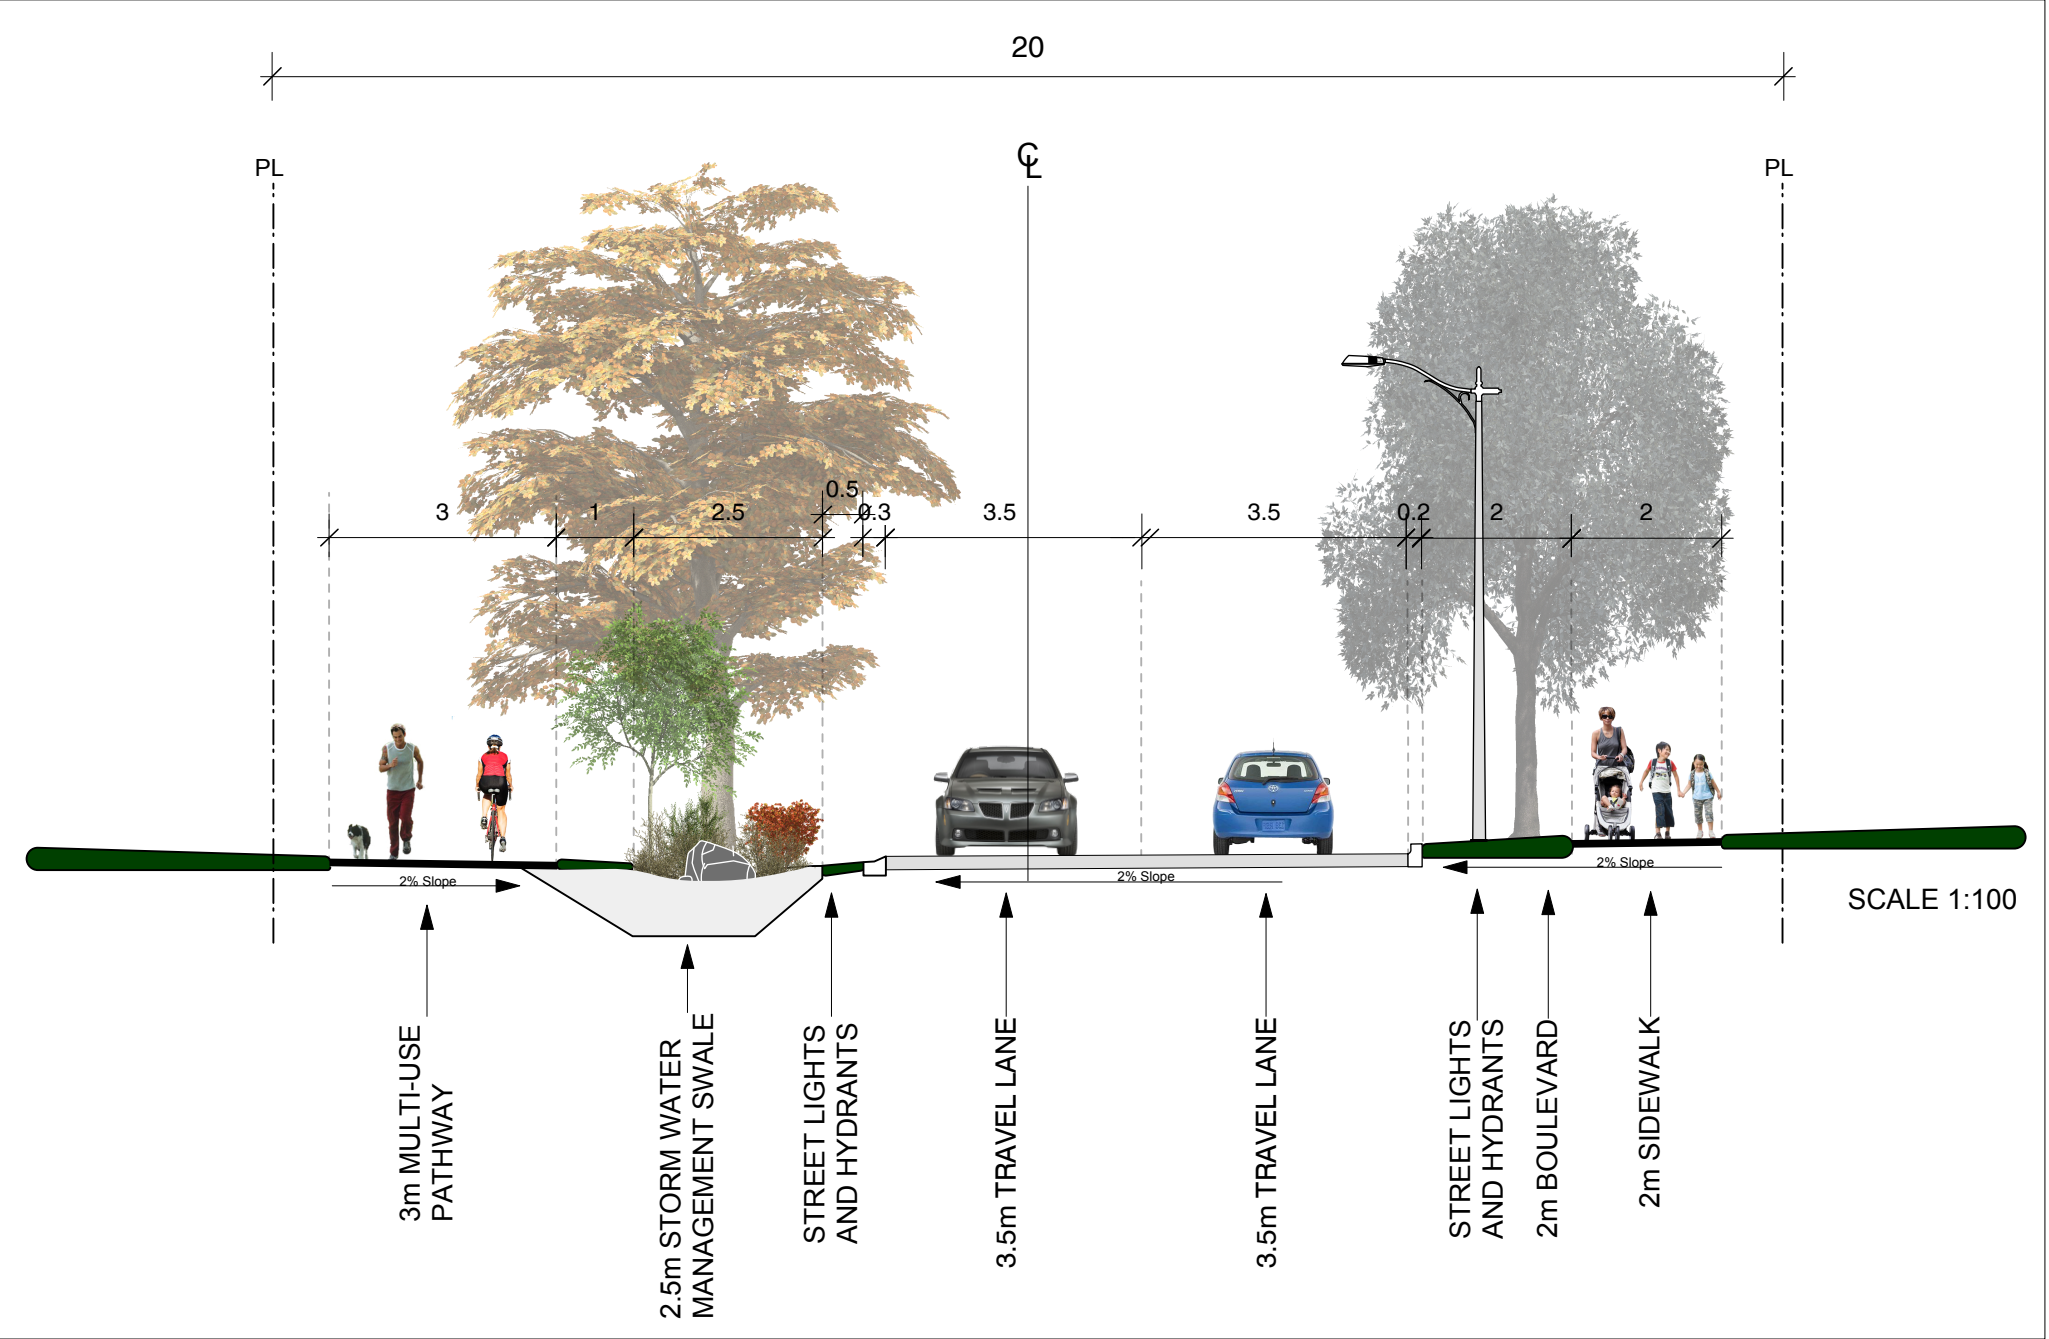 20
PL
CL
PL
3
1
2.5
0.5
0.3
3.5
3.5
0.2
2
2
2% Slope
2% Slope
2% Slope
SCALE 1:100
3m MULTI-USE
PATHWAY
2.5m STORM WATER
MANAGEMENT SWALE
STREET LIGHTS
AND HYDRANTS
3.5m TRAVEL LANE
3.5m TRAVEL LANE
STREET LIGHTS
AND HYDRANTS
2m BOULEVARD
2m SIDEWALK